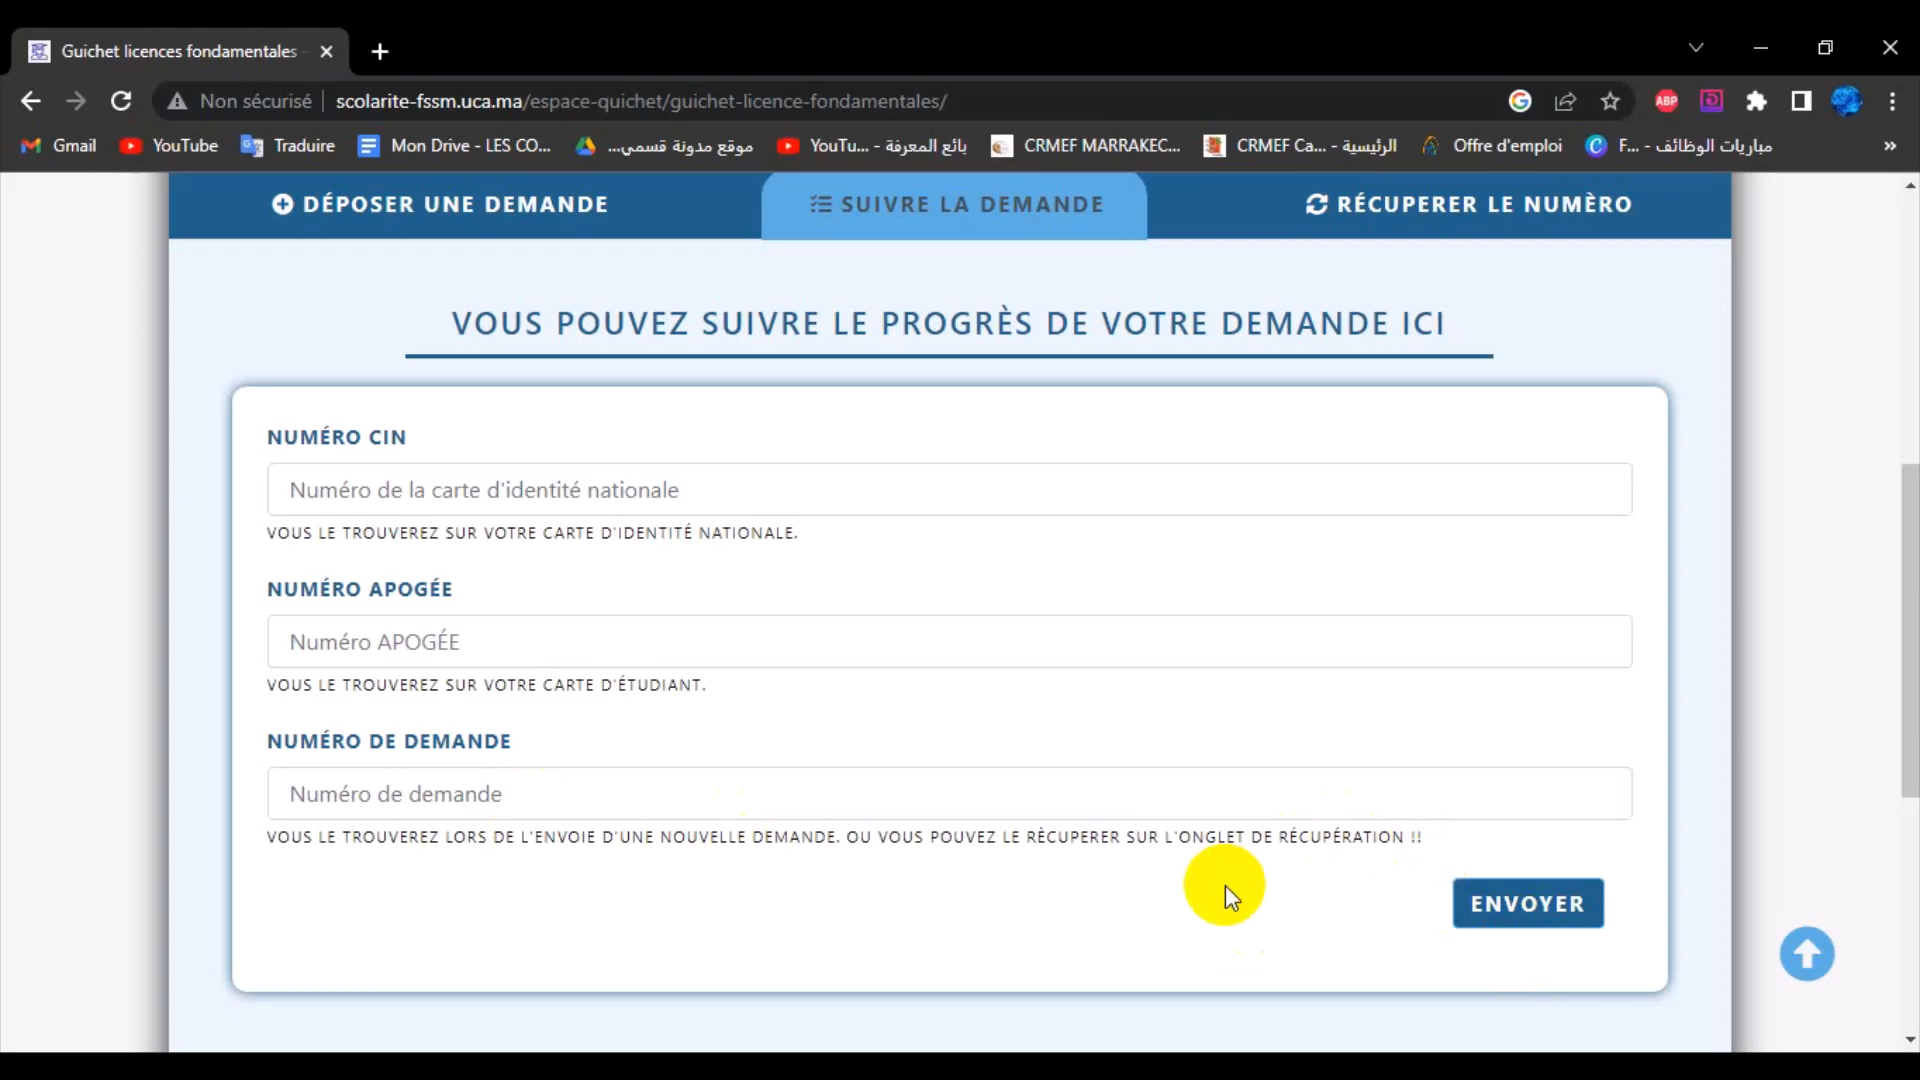 Guichet licences fondamentales
Non sécurisé
scolarite-fssm.uca.ma/espace-quichet/guichet-licence-fondamentales/
Gmail
YouTube
Traduire
Mon Drive - LES CO...
موقع مدونة قسمي...
YouTu... - بائع المعرفة
CRMEF MARRAKEC...
CRMEF Ca... - الرئيسية
Offre d'emploi
F... - مباريات الوظائف
»
ABP
DÉPOSER UNE DEMANDE
SUIVRE LA DEMANDE
RÉCUPERER LE NUMÈRO
VOUS POUVEZ SUIVRE LE PROGRÈS DE VOTRE DEMANDE ICI
NUMÉRO CIN
Numéro de la carte d'identité nationale
VOUS LE TROUVEREZ SUR VOTRE CARTE D'IDENTITÉ NATIONALE.
NUMÉRO APOGÉE
Numéro APOGÉE
VOUS LE TROUVEREZ SUR VOTRE CARTE D'ÉTUDIANT.
NUMÉRO DE DEMANDE
Numéro de demande
VOUS LE TROUVEREZ LORS DE L'ENVOIE D'UNE NOUVELLE DEMANDE. OU VOUS POUVEZ LE RÈCUPERER SUR L'ONGLET DE RÉCUPÉRATION !!
ENVOYER